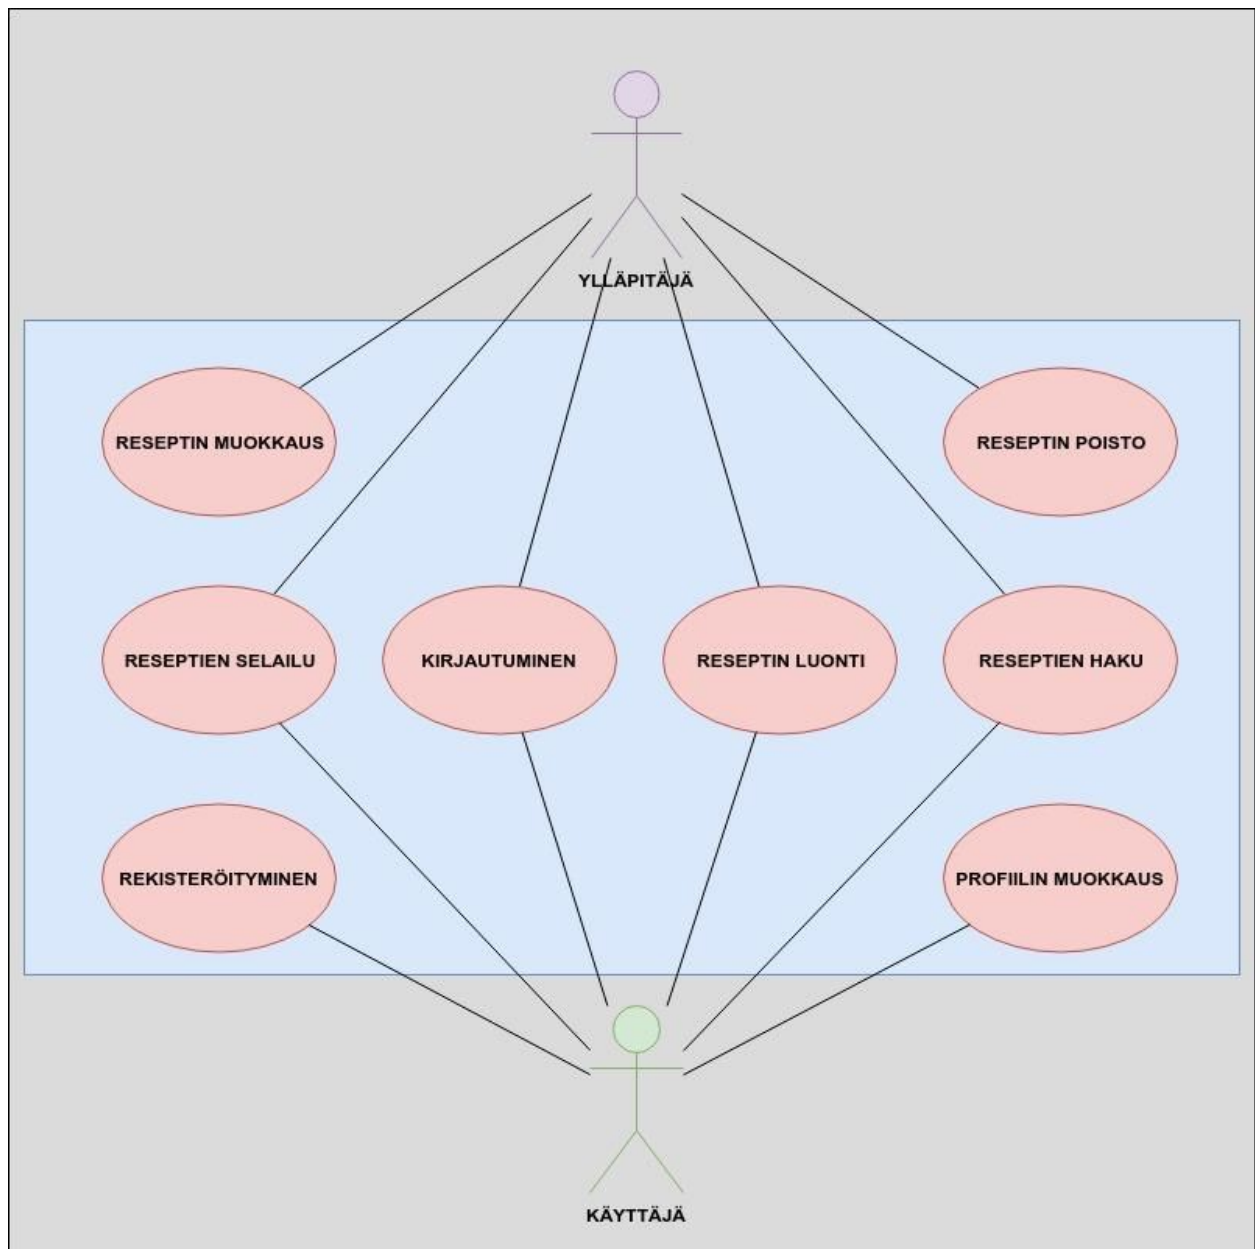 YLLÄPITÄJÄ
RESEPTIN MUOKKAUS
RESEPTIN POISTO
RESEPTIEN SELAILU
KIRJAUTUMINEN
RESEPTIN LUONTI
RESEPTIEN HAKU
REKISTERÖITYMINEN
PROFIILIN MUOKKAUS
KÄYTTÄJÄ